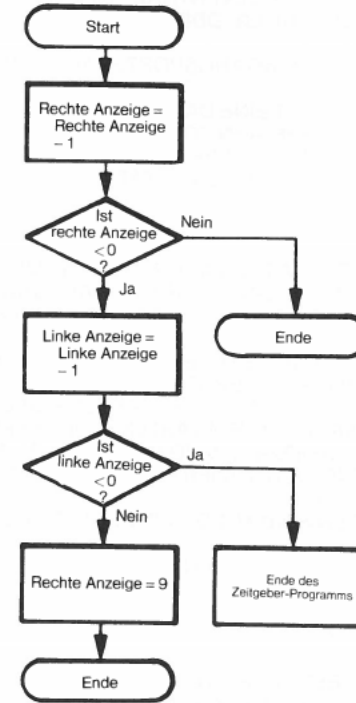 Start
Rechte Anzeige =
Rechte Anzeige
– 1
Ist
rechte Anzeige
<0
?
Nein
Ja
Ende
Linke Anzeige =
Linke Anzeige
– 1
Ist
linke Anzeige
<0
?
Ja
Nein
Rechte Anzeige = 9
Ende des
Zeitgeber-Programms
Ende